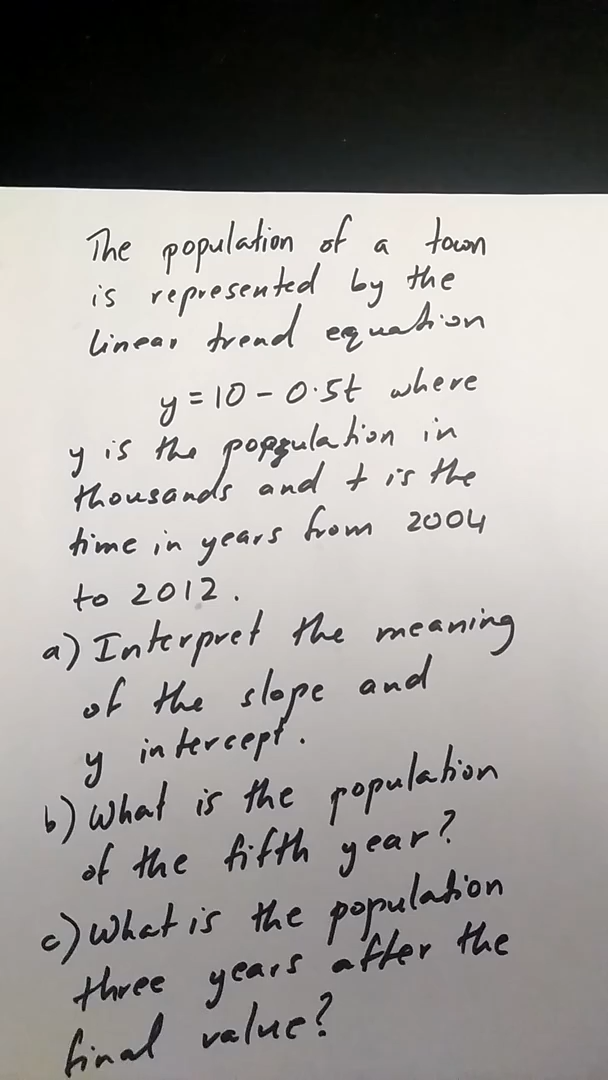 The population of a town
is represented by the
linear trend equation
y = 10 - 0.5t where
y is the population in
thousands and t is the
time in years from 2004
to 2012.
a) Interpret the meaning
of the slope and
y intercept.
b) What is the population
of the fifth year?
c) What is the population
three years after the
final value?